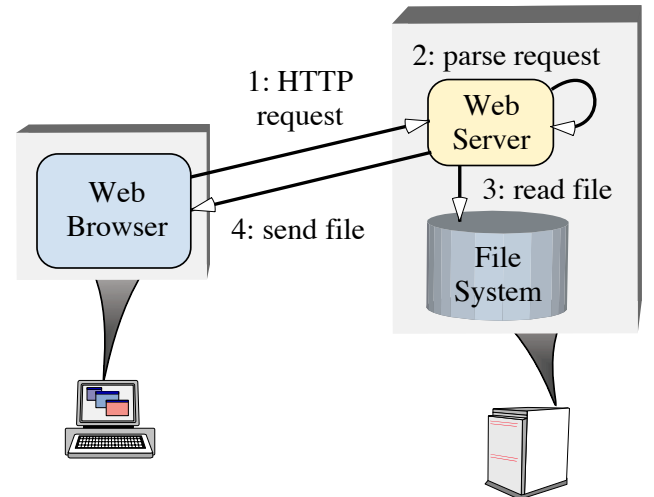 2: parse request
1: HTTP
request
Web
Server
Web
Browser
3: read file
4: send file
File
System